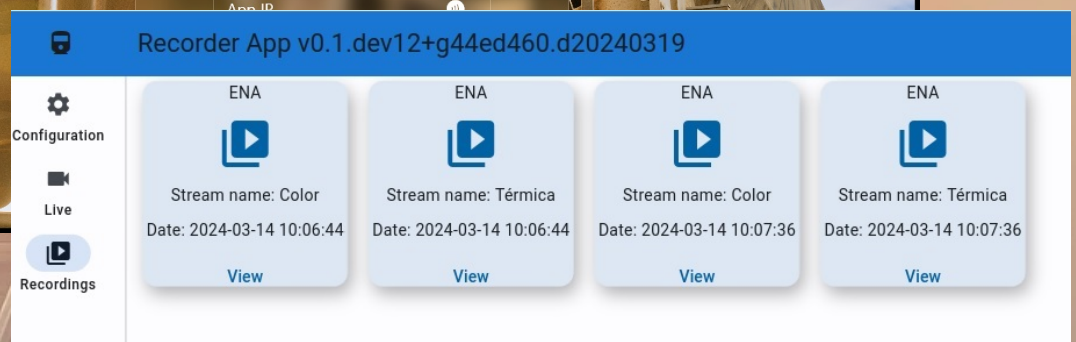 App IP
Recorder App v0.1.dev12+g44ed460.d20240319
Configuration
Live
Recordings
ENA
Stream name: Color
Date: 2024-03-14 10:06:44
View
ENA
Stream name: Térmica
Date: 2024-03-14 10:06:44
View
ENA
Stream name: Color
Date: 2024-03-14 10:07:36
View
ENA
Stream name: Térmica
Date: 2024-03-14 10:07:36
View